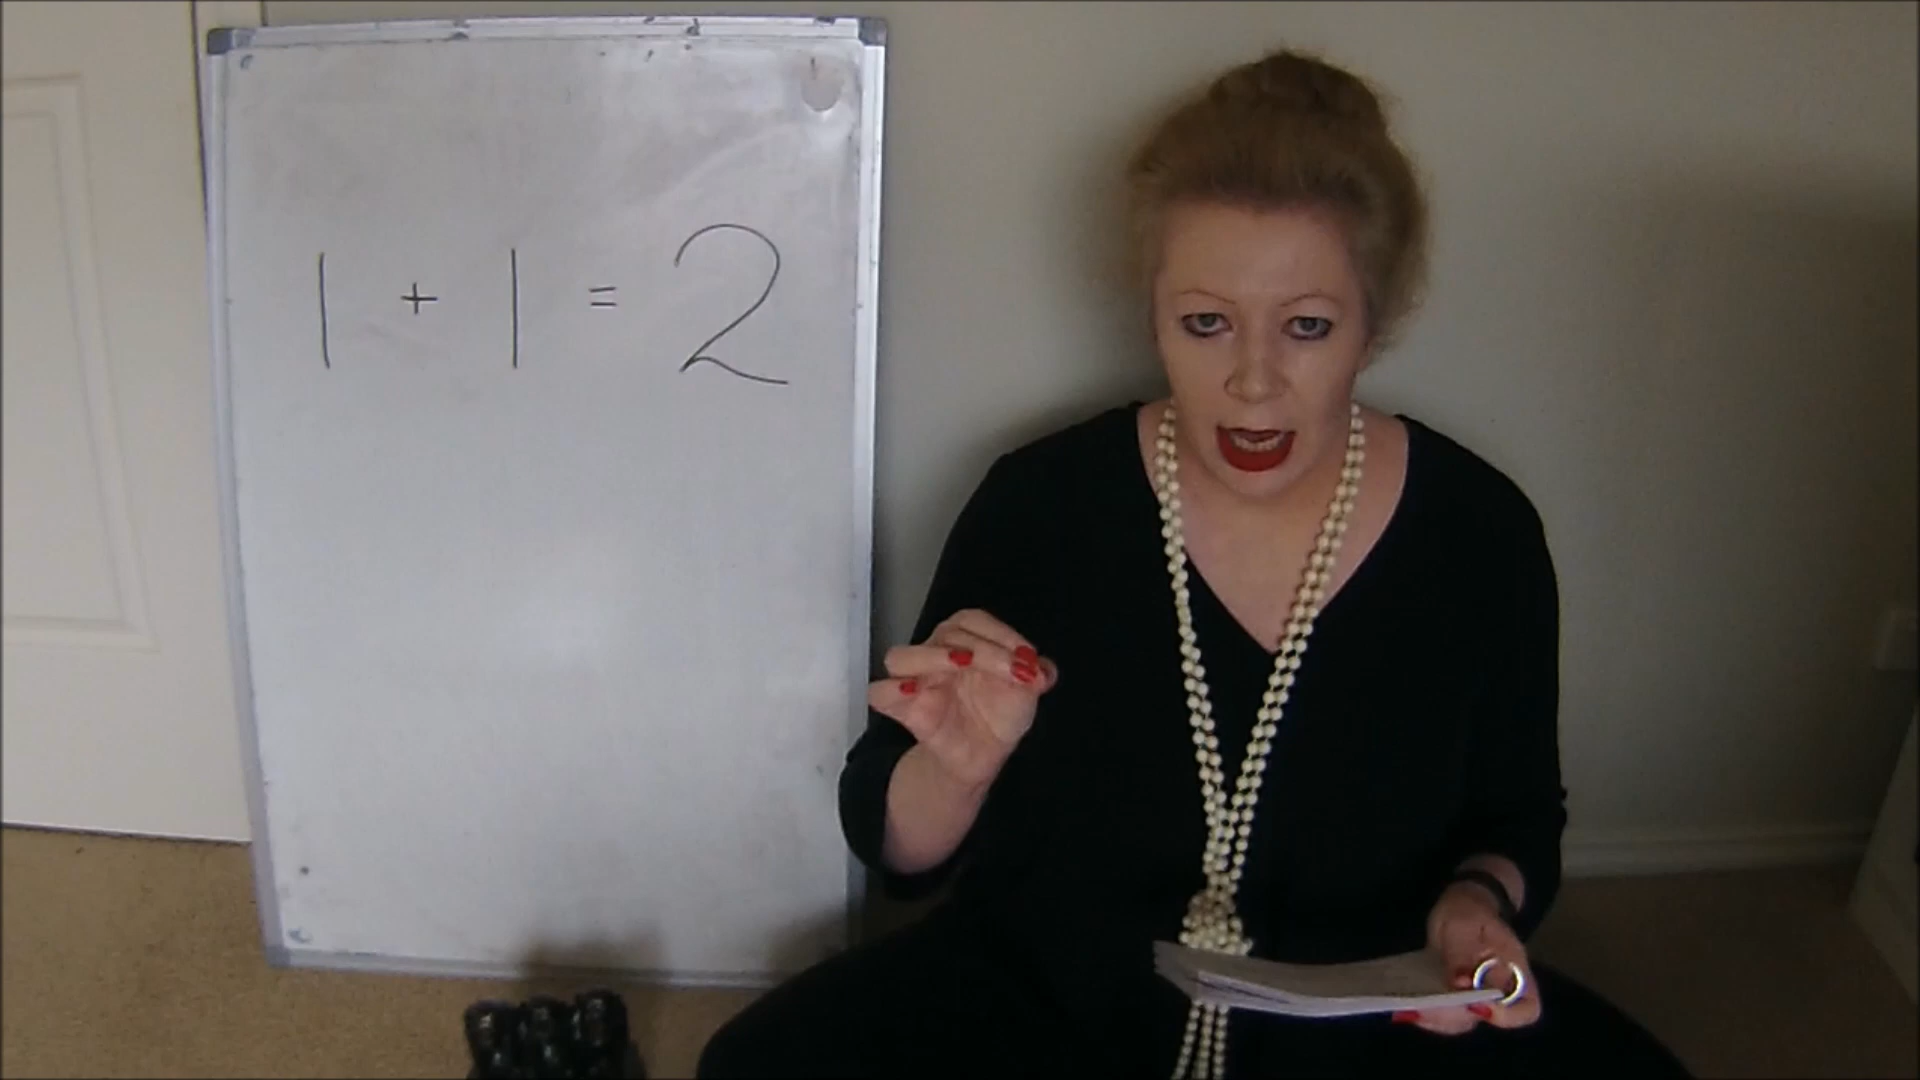 1 + 1 = 2